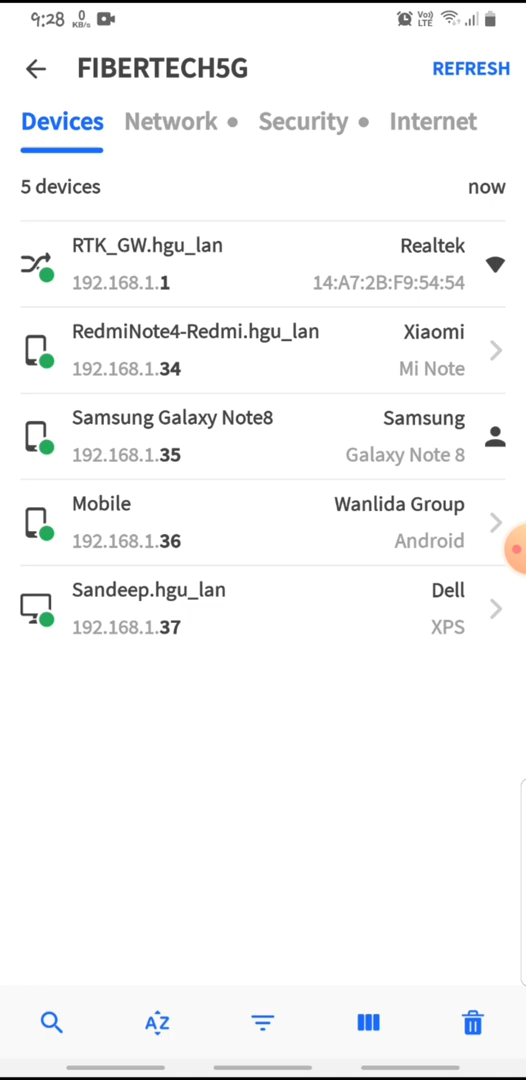 9:28 0 KB/s Vo) LTE
FIBERTECH5G REFRESH
Devices Network Security Internet
5 devices now
RTK_GW.hgu_lan Realtek
192.168.1.1 14:A7:2B:F9:54:54
RedmiNote4-Redmi.hgu_lan Xiaomi
192.168.1.34 Mi Note
Samsung Galaxy Note8 Samsung
192.168.1.35 Galaxy Note 8
Mobile Wanlida Group
192.168.1.36 Android
Sandeep.hgu_lan Dell
192.168.1.37 XPS
AZ